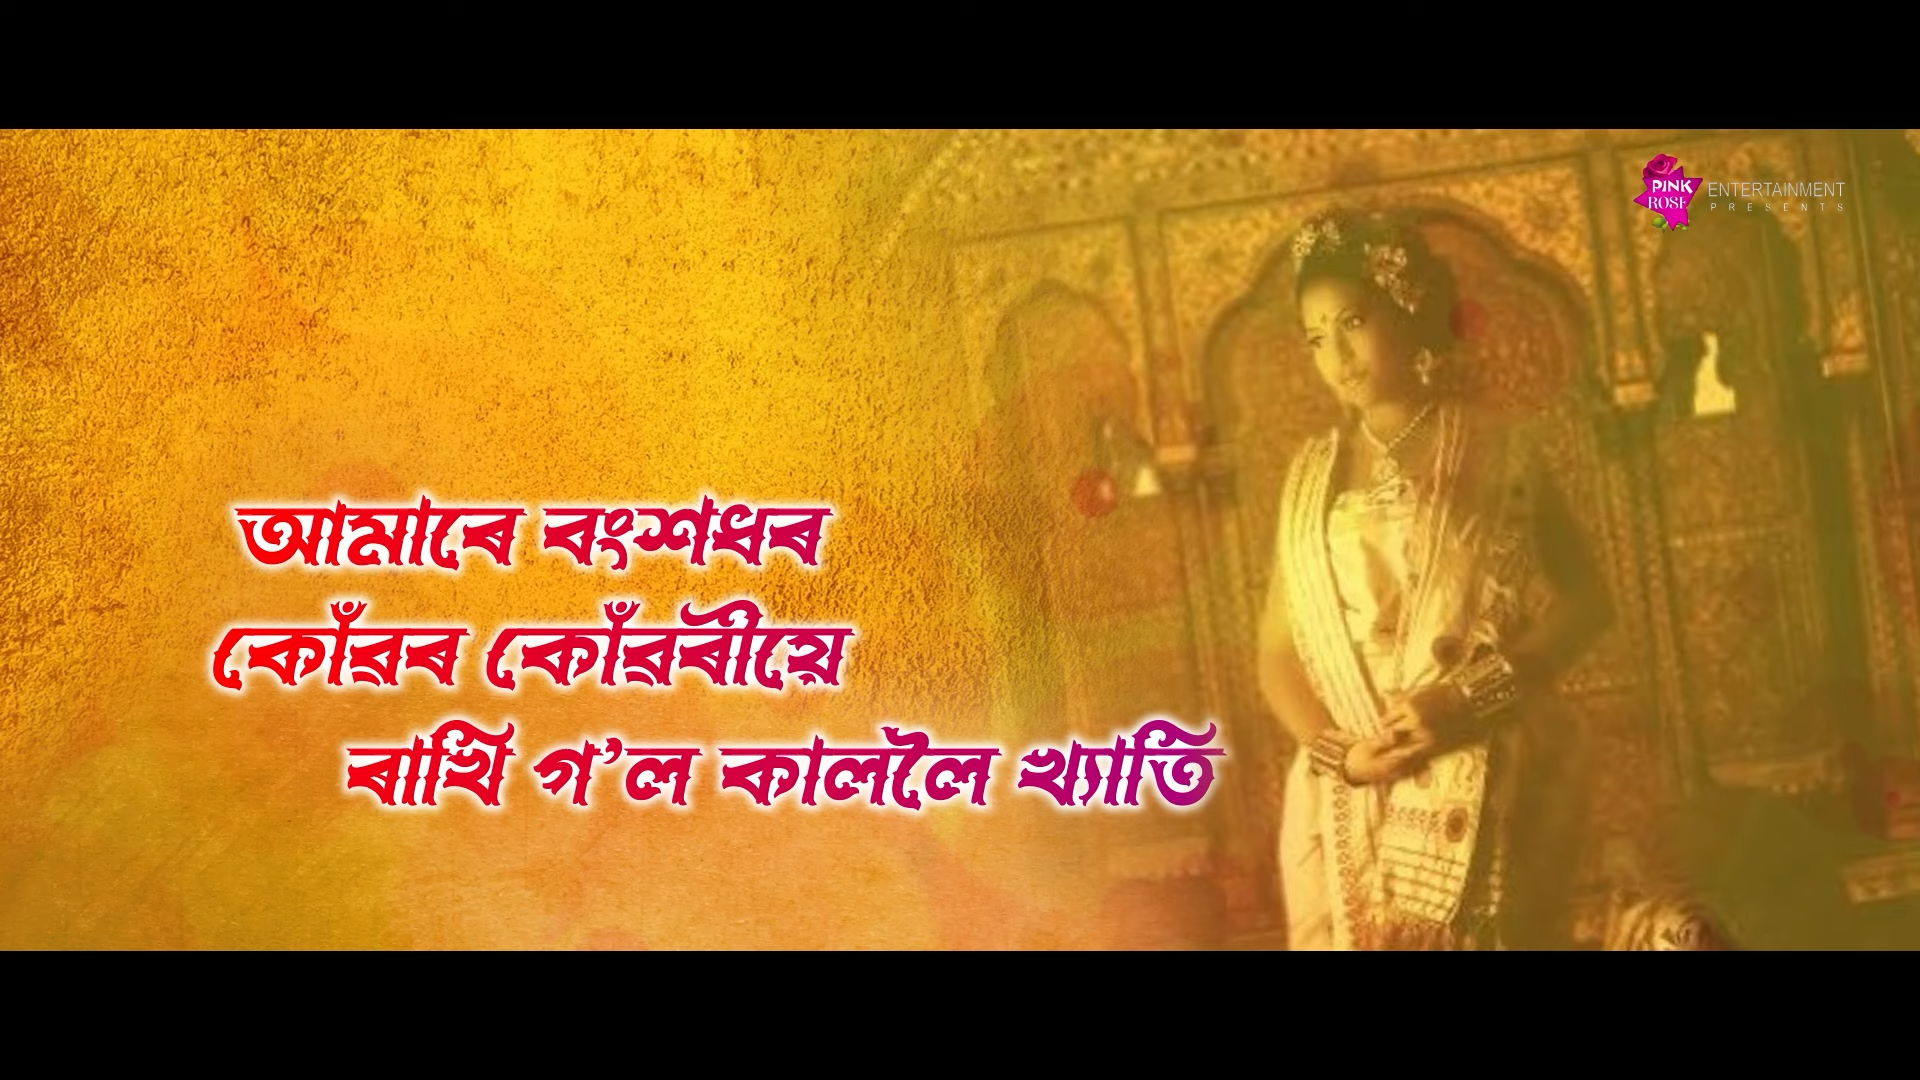 PINK ROSE ENTERTAINMENT
PRESENTS
আমাৰে বংশধৰ
কোঁৱৰ কোঁৱৰীয়ে
ৰাখি গ’ল কাললৈ খ্যাতি